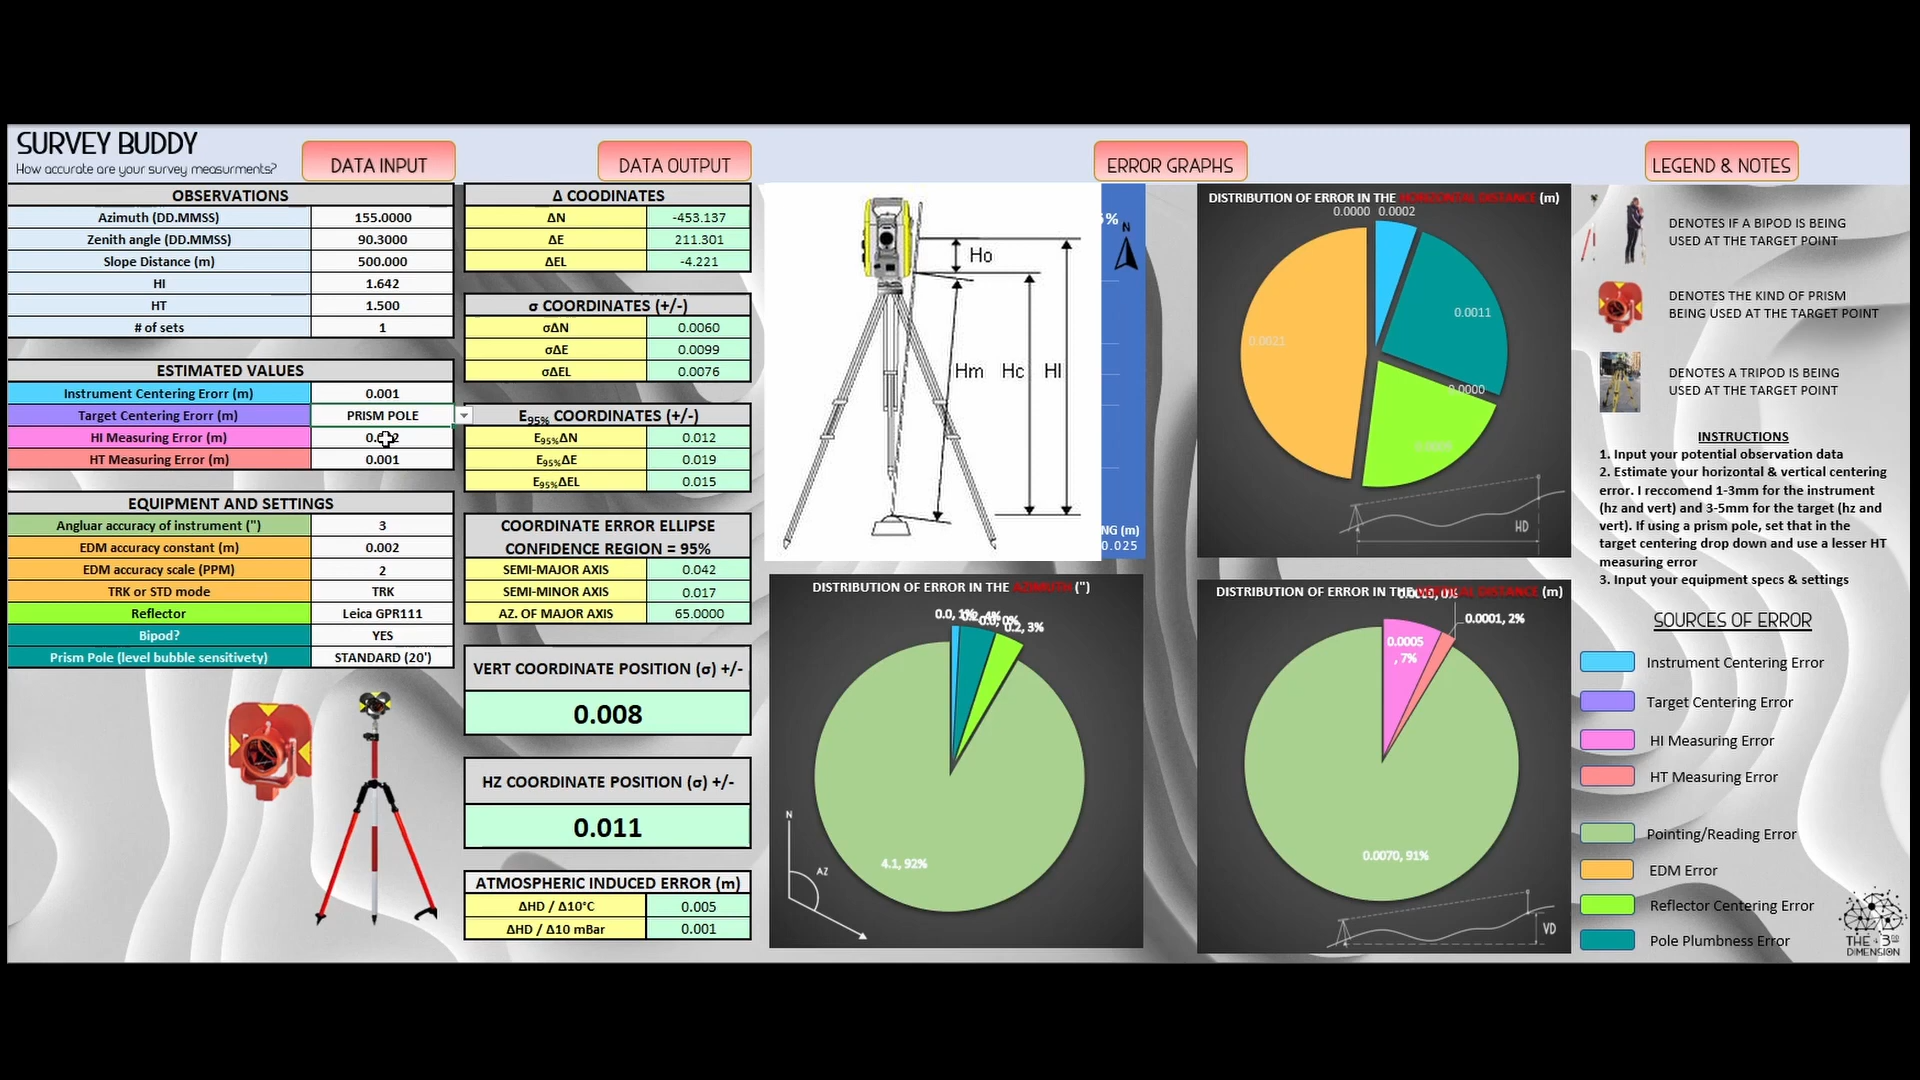 SURVEY BUDDY
How accurate are your survey measurments?
DATA INPUT
DATA OUTPUT
ERROR GRAPHS
LEGEND & NOTES
OBSERVATIONS
Azimuth (DD.MMSS) 155.0000
Zenith angle (DD.MMSS) 90.3000
Slope Distance (m) 500.000
HI 1.642
HT 1.500
# of sets 1
ESTIMATED VALUES
Instrument Centering Erorr (m) 0.001
Target Centering Erorr (m) PRISM POLE
HI Measuring Error (m)
HT Measuring Error (m) 0.001
EQUIPMENT AND SETTINGS
Angluar accuracy of instrument (") 3
EDM accuracy constant (m) 0.002
EDM accuracy scale (PPM) 2
TRK or STD mode TRK
Reflector Leica GPR111
Bipod? YES
Prism Pole (level bubble sensitivety) STANDARD (20')
Δ COODINATES
ΔN -453.137
ΔE 211.301
ΔEL -4.221
σ COORDINATES (+/-)
σΔN 0.0060
σΔE 0.0099
σΔEL 0.0076
E95% COORDINATES (+/-)
E95%ΔN 0.012
E95%ΔE 0.019
E95%ΔEL 0.015
COORDINATE ERROR ELLIPSE
CONFIDENCE REGION = 95%
SEMI-MAJOR AXIS 0.042
SEMI-MINOR AXIS 0.017
AZ. OF MAJOR AXIS 65.0000
VERT COORDINATE POSITION (σ) +/-
0.008
HZ COORDINATE POSITION (σ) +/-
0.011
ATMOSPHERIC INDUCED ERROR (m)
ΔHD / Δ10°C 0.005
ΔHD / Δ10 mBar 0.001
Ho
Hm Hc HI
%
N
NG (m)
0.025
DISTRIBUTION OF ERROR IN THE HORIZONTAL DISTANCE (m)
0.0000 0.0002
0.0011
0.0021
0.0000
HD
DISTRIBUTION OF ERROR IN THE AZIMUTH (")
0.0, 1%
0.2, 3%
4.1, 92%
N
AZ
DISTRIBUTION OF ERROR IN THE VERTICAL DISTANCE (m)
0.0001, 2%
0.0005
, 7%
0.0070, 91%
VD
DENOTES IF A BIPOD IS BEING
USED AT THE TARGET POINT
DENOTES THE KIND OF PRISM
BEING USED AT THE TARGET POINT
DENOTES A TRIPOD IS BEING
USED AT THE TARGET POINT
INSTRUCTIONS
1. Input your potential observation data
2. Estimate your horizontal & vertical centering
error. I reccomend 1-3mm for the instrument
(hz and vert) and 3-5mm for the target (hz and
vert). If using a prism pole, set that in the
target centering drop down and use a lesser HT
measuring error
3. Input your equipment specs & settings
SOURCES OF ERROR
Instrument Centering Error
Target Centering Error
HI Measuring Error
HT Measuring Error
Pointing/Reading Error
EDM Error
Reflector Centering Error
Pole Plumbness Error
THE 3RD
DIMENSION